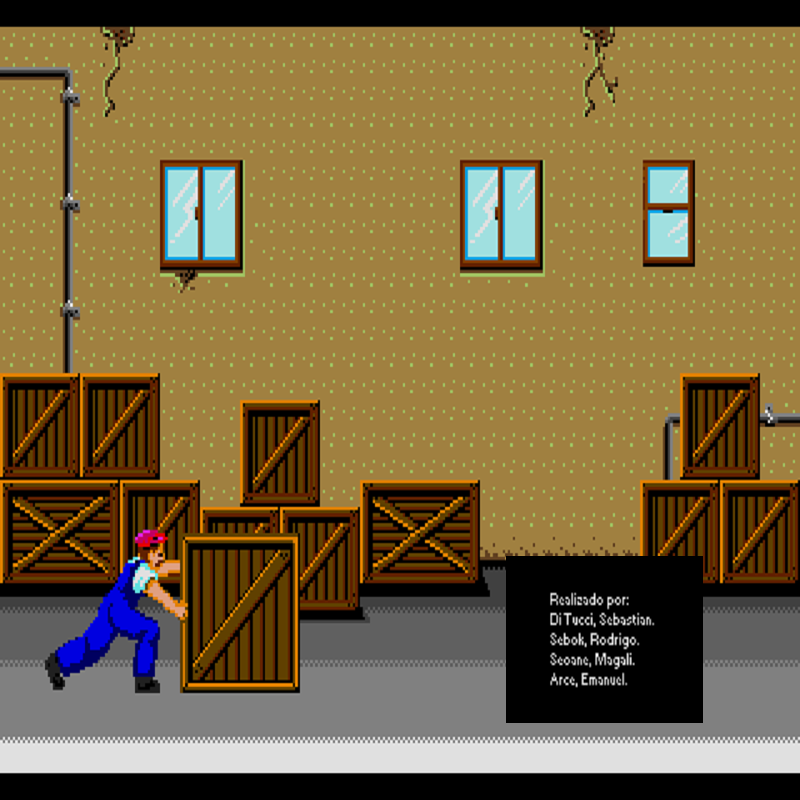 Realizado por:
Di Tucci, Sebastian.
Sebok, Rodrigo.
Seoane, Magali.
Arce, Emanuel.